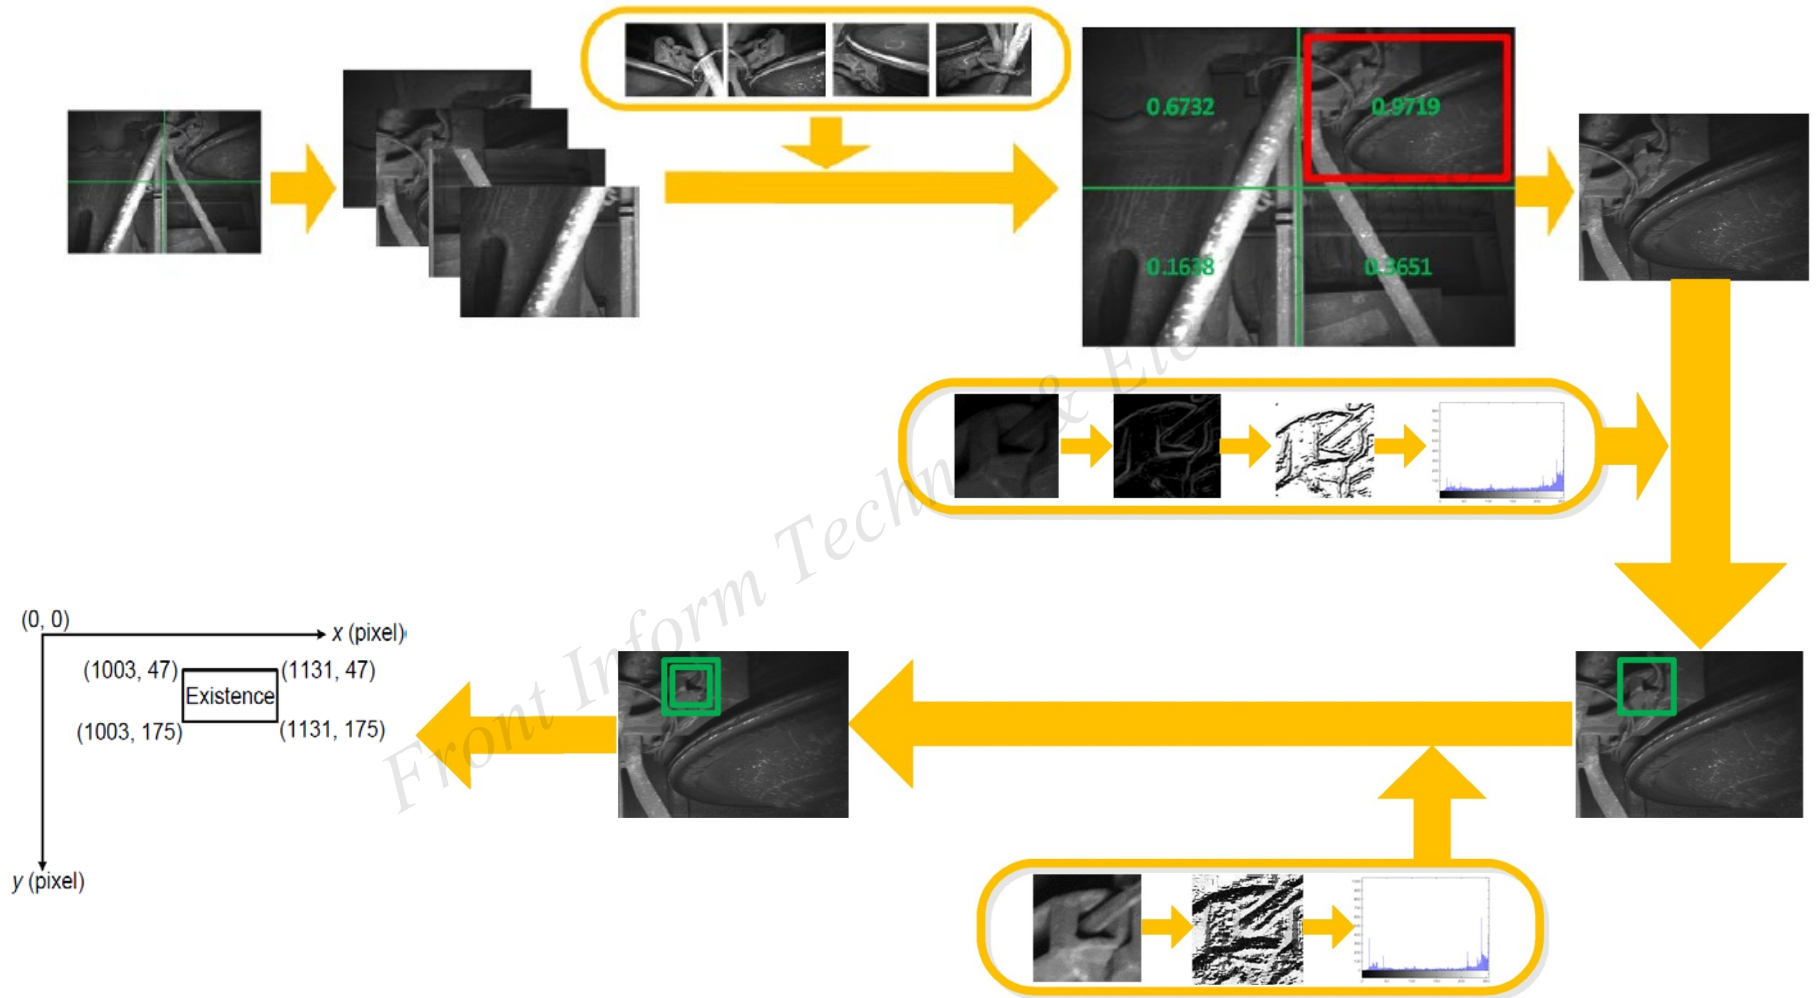 0.6732
0.9719
0.1638
0.3651
Front Inform Techn & Ele
(0, 0)
x (pixel)
(1003, 47)
(1131, 47)
Existence
(1003, 175)
(1131, 175)
y (pixel)